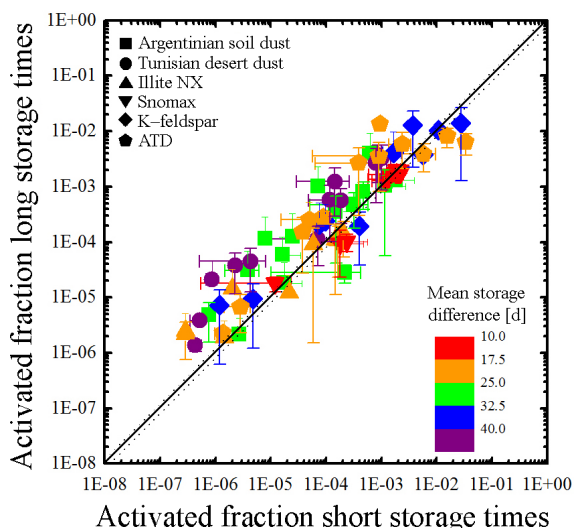 Activated fraction long storage times
1E+00
1E-01
1E-02
1E-03
1E-04
1E-05
1E-06
1E-07
1E-08
Argentinian soil dust
Tunisian desert dust
Illite NX
Snomax
K–feldspar
ATD
Mean storage
difference [d]
10.0
17.5
25.0
32.5
40.0
1E-08 1E-07 1E-06 1E-05 1E-04 1E-03 1E-02 1E-01 1E+00
Activated fraction short storage times